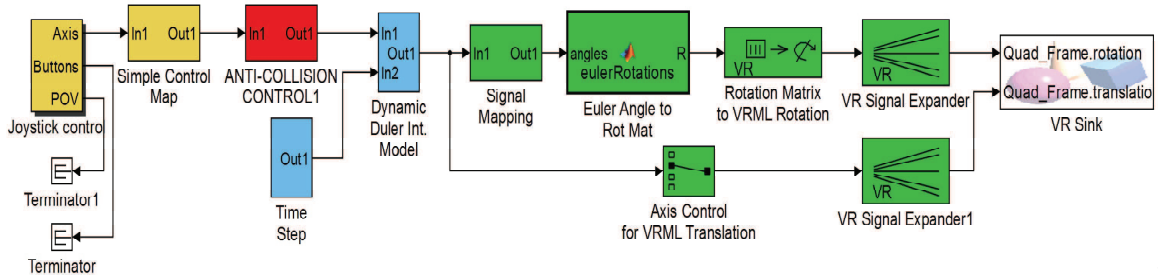 Axis
Buttons
POV
Joystick control
Terminator1
Terminator
In1 Out1
Simple Control
Map
In1 Out1
ANTI-COLLISION
CONTROL1
Out1
Time
Step
In1
Out1
In2
Dynamic
Duler Int.
Model
In1 Out1
Signal
Mapping
angles R
eulerRotations
Euler Angle to
Rot Mat
VR
Rotation Matrix
to VRML Rotation
VR
VR Signal Expander
Axis Control
for VRML Translation
VR
VR Signal Expander1
Quad_Frame.rotation
Quad_Frame.translatio
VR Sink